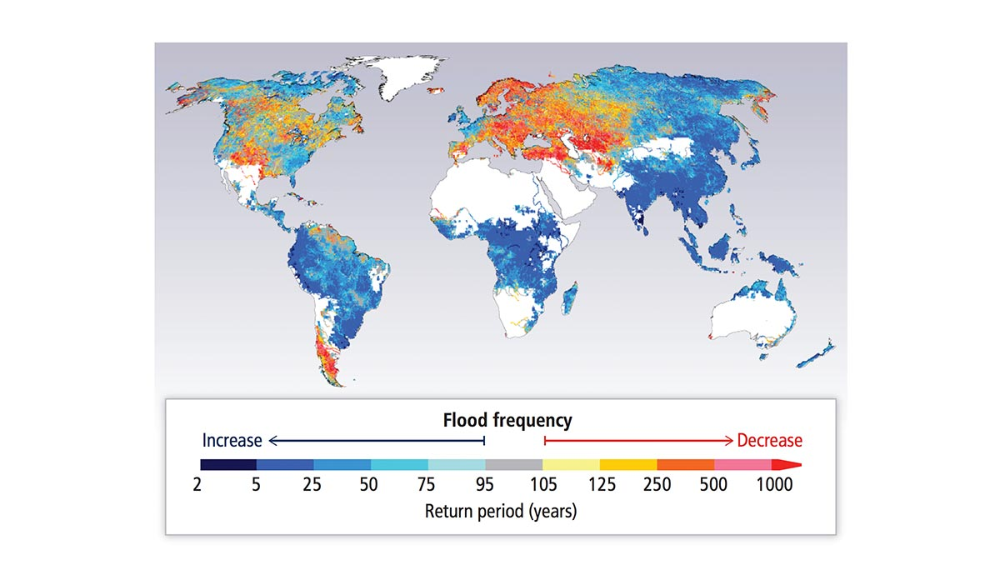 Flood frequency
Increase Decrease
2 5 25 50 75 95 105 125 250 500 1000
Return period (years)